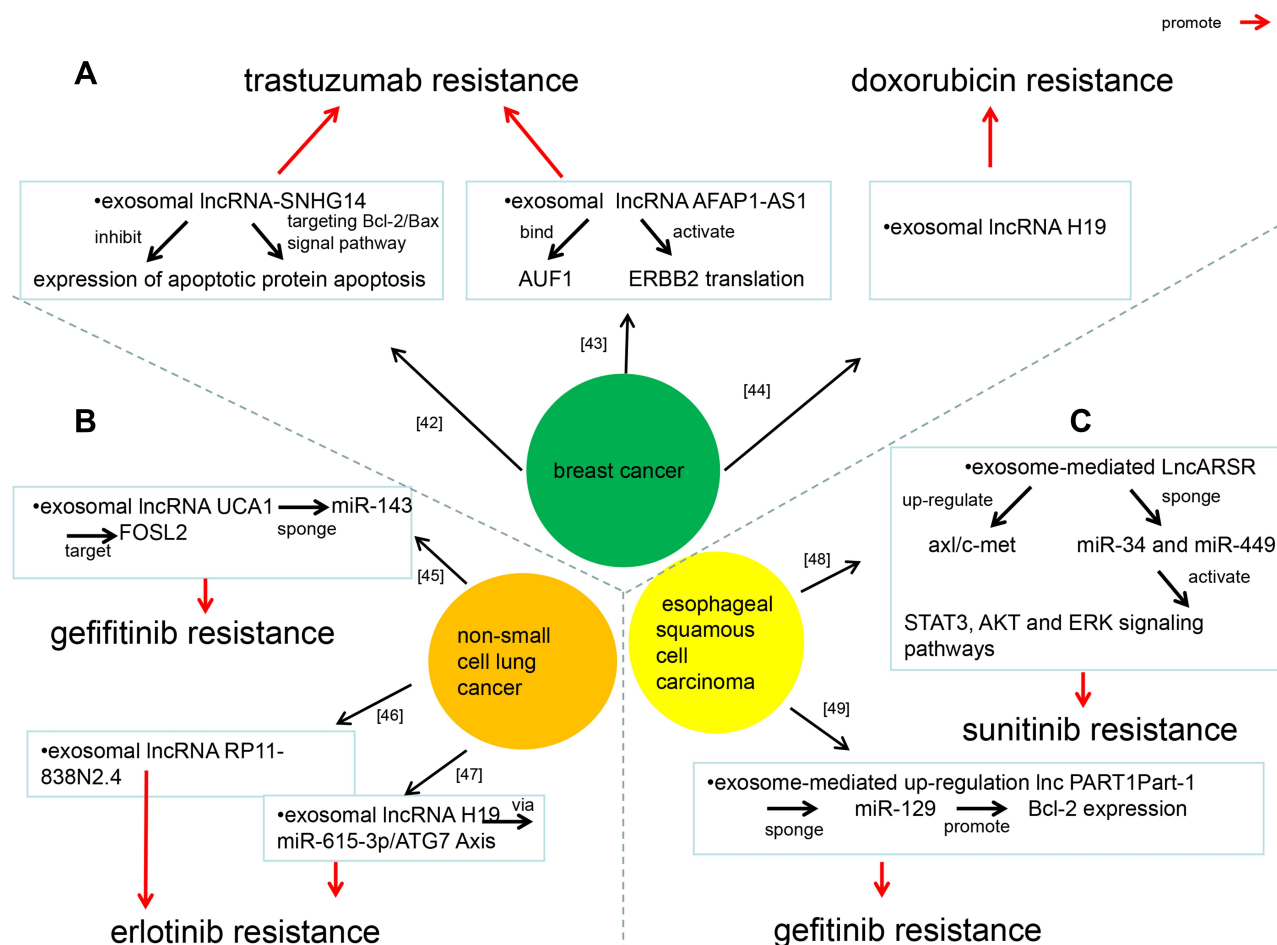 promote
A
trastuzumab resistance
doxorubicin resistance
•exosomal lncRNA-SNHG14
inhibit
targeting Bcl-2/Bax
signal pathway
expression of apoptotic protein apoptosis
•exosomal lncRNA AFAP1-AS1
bind
activate
AUF1
ERBB2 translation
•exosomal lncRNA H19
[42]
[43]
[44]
breast cancer
B
•exosomal lncRNA UCA1
sponge
miR-143
target
FOSL2
[45]
gefifitinib resistance
non-small
cell lung
cancer
[46]
•exosomal lncRNA RP11-
838N2.4
[47]
•exosomal lncRNA H19
via
miR-615-3p/ATG7 Axis
erlotinib resistance
C
•exosome-mediated LncARSR
up-regulate
sponge
axl/c-met
miR-34 and miR-449
activate
STAT3, AKT and ERK signaling
pathways
[48]
sunitinib resistance
esophageal
squamous
cell
carcinoma
[49]
•exosome-mediated up-regulation lnc PART1Part-1
sponge
miR-129
promote
Bcl-2 expression
gefitinib resistance